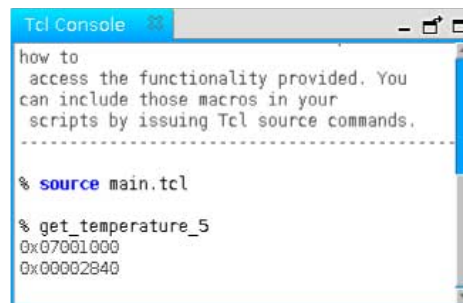 Tcl Console
how to
access the functionality provided. You
can include those macros in your
scripts by issuing Tcl source commands.
--------------------------------------------
% source main.tcl
% get_temperature_5
0x07001000
0x00002840